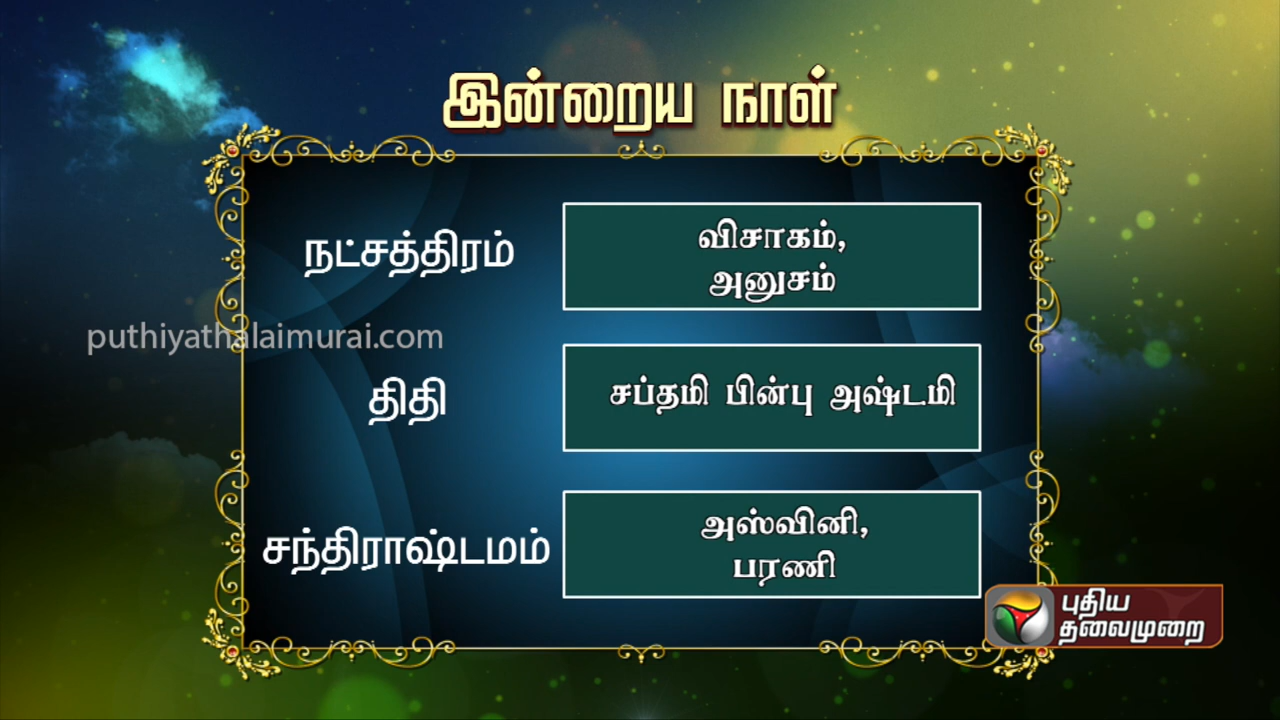 இன்றைய நாள்
நட்சத்திரம்
விசாகம்,
அனுசம்
puthiyathalaimurai.com
திதி
சப்தமி பின்பு அஷ்டமி
சந்திராஷ்டமம்
அஸ்வினி,
பரணி
புதிய
தலைமுறை